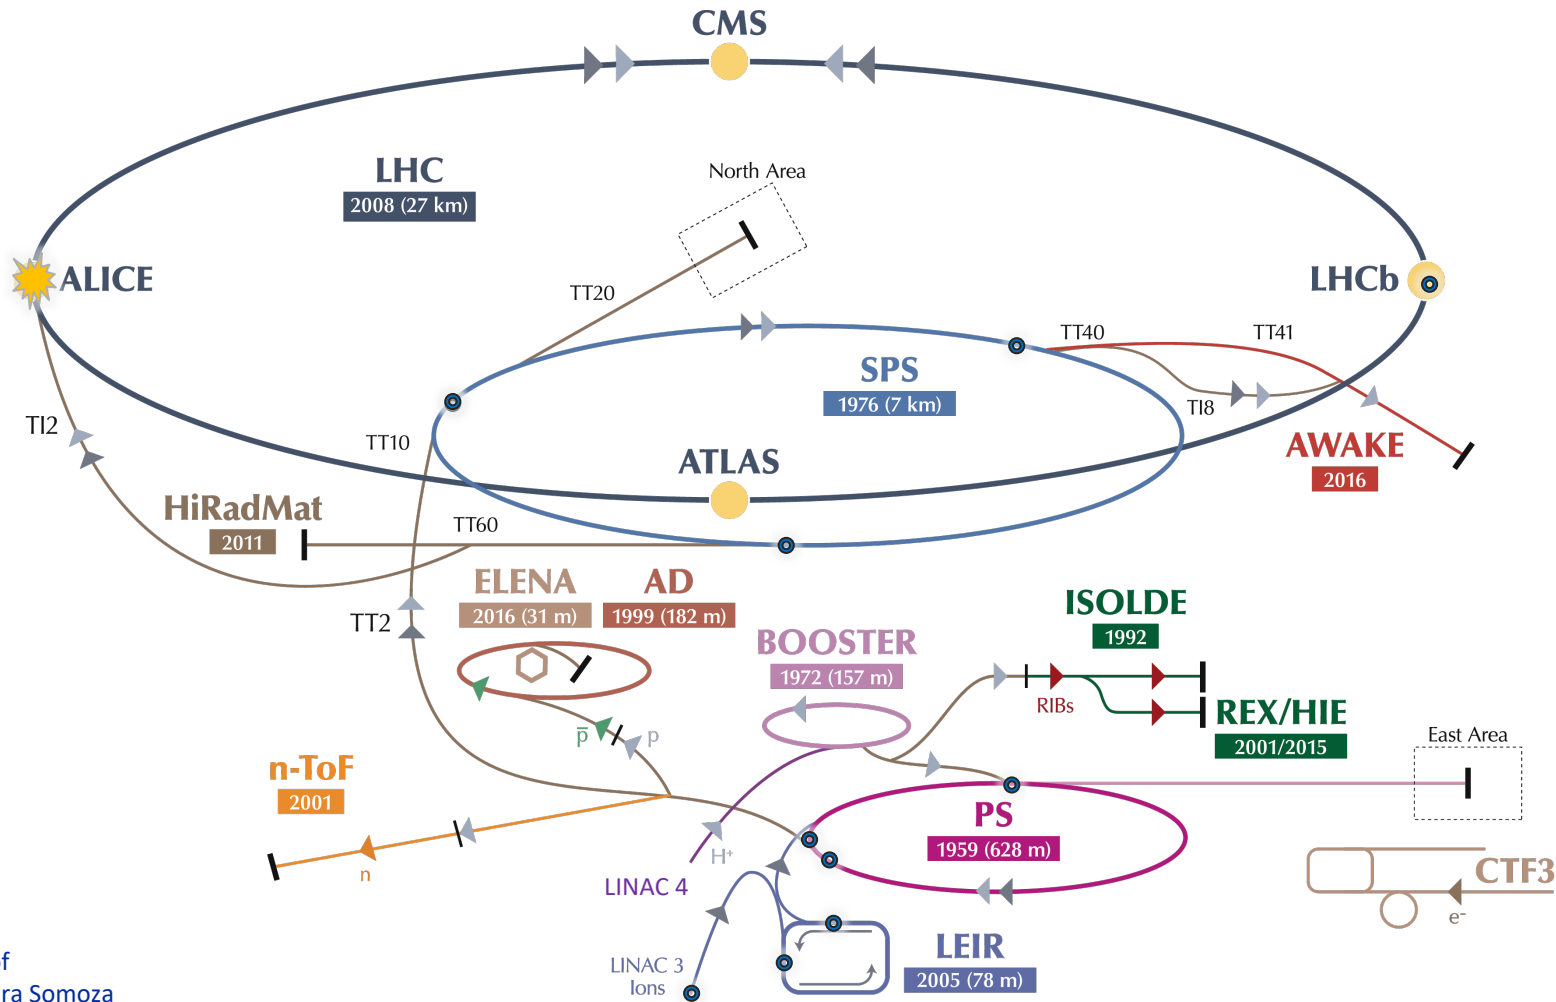 CMS
LHC
2008 (27 km)
North Area
ALICE
LHCb
TT20
TT40
TT41
SPS
1976 (7 km)
TI8
TI2
TT10
ATLAS
AWAKE
2016
HiRadMat
2011
TT60
ELENA
2016 (31 m)
AD
1999 (182 m)
ISOLDE
1992
TT2
BOOSTER
1972 (157 m)
RIBs
REX/HIE
2001/2015
p̅
p
East Area
n-ToF
2001
PS
1959 (628 m)
H⁺
n
LINAC 4
CTF3
e⁻
LEIR
2005 (78 m)
LINAC 3
Ions
of
ra Somoza